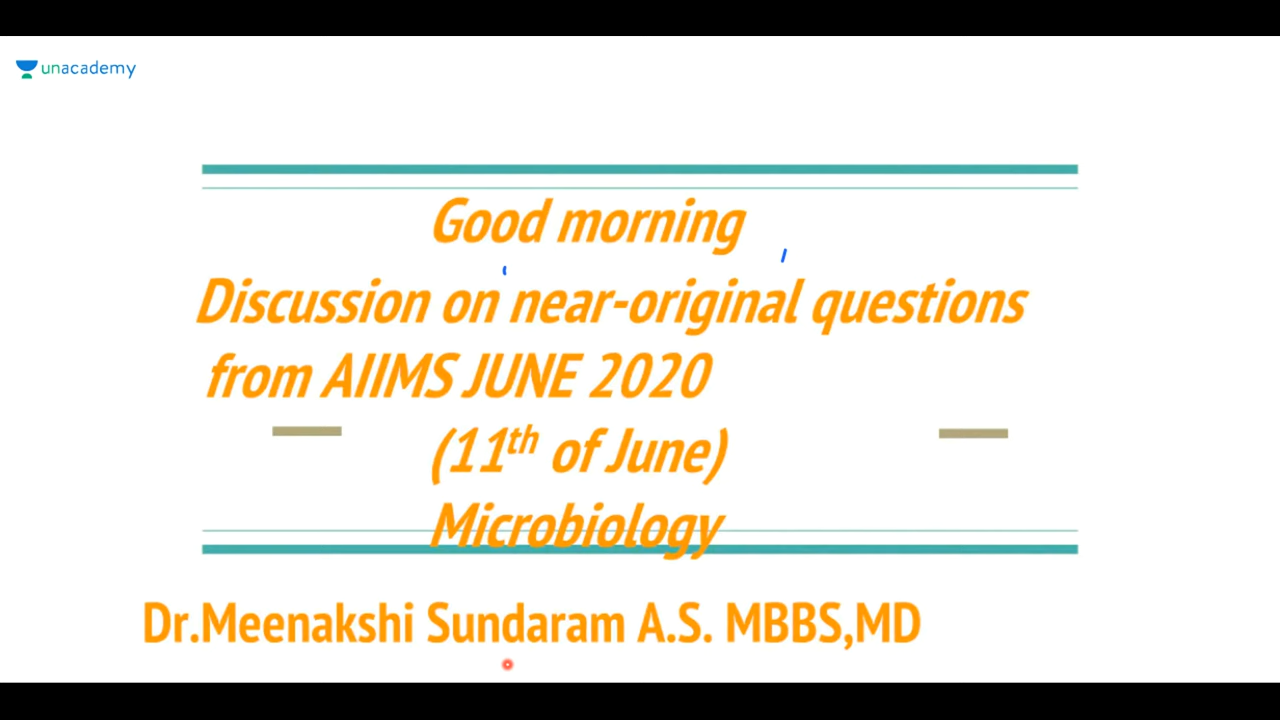 unacademy
Good morning
Discussion on near-original questions
from AIIMS JUNE 2020
(11th of June)
Microbiology
Dr.Meenakshi Sundaram A.S. MBBS,MD